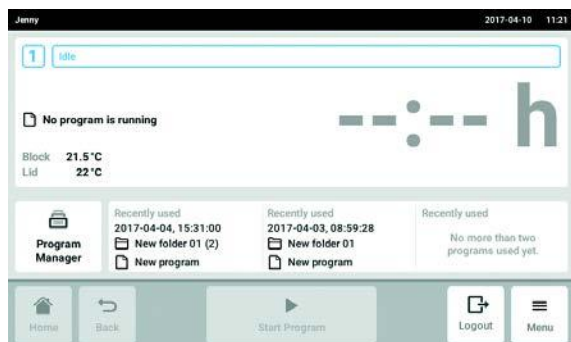 Jenny 2017-04-10 11:21
1 Idle
--:-- h
No program is running
Block 21.5°C
Lid 22°C
Program
Manager
Recently used
2017-04-04, 15:31:00
New folder 01 (2)
New program
Recently used
2017-04-03, 08:59:28
New folder 01
New program
Recently used
No more than two
programs used yet.
Home
Back
Start Program
Logout
Menu